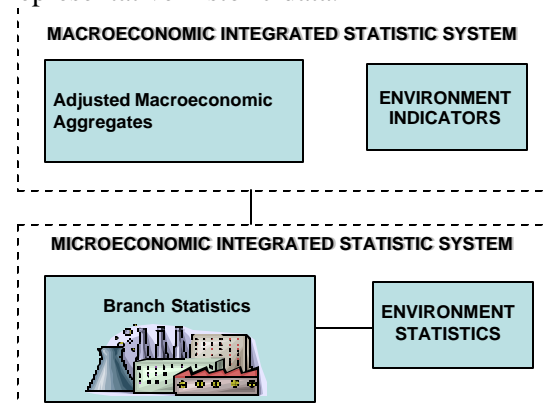 MACROECONOMIC INTEGRATED STATISTIC SYSTEM
Adjusted Macroeconomic
Aggregates
ENVIRONMENT
INDICATORS
MICROECONOMIC INTEGRATED STATISTIC SYSTEM
Branch Statistics
ENVIRONMENT
STATISTICS